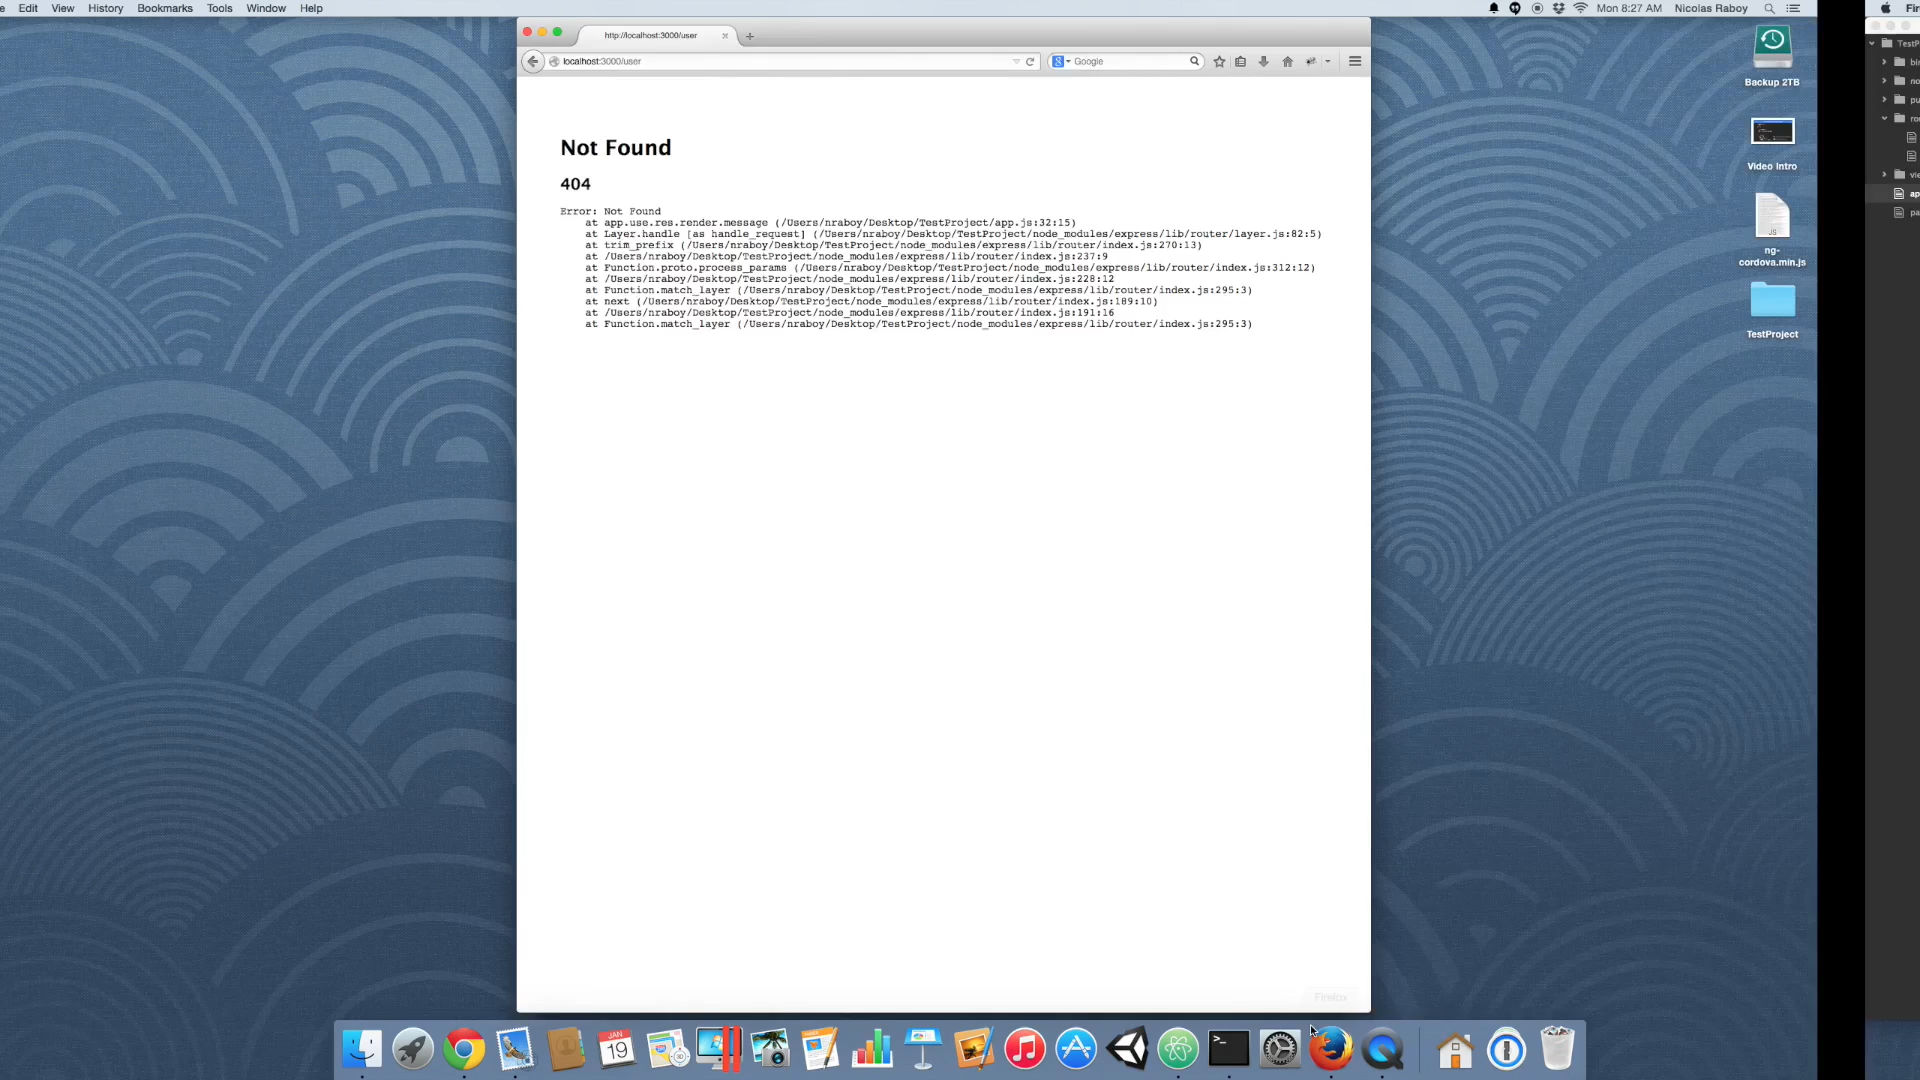 Edit View History Bookmarks Tools Window Help
Mon 8:27 AM Nicolas Raboy
http://localhost:3000/user
localhost:3000/user
Google
Not Found
404
Error: Not Found
at app.use.res.render.message (/Users/nraboy/Desktop/TestProject/app.js:32:15)
at Layer.handle [as handle_request] (/Users/nraboy/Desktop/TestProject/node_modules/express/lib/router/layer.js:82:5)
at trim_prefix (/Users/nraboy/Desktop/TestProject/node_modules/express/lib/router/index.js:270:13)
at /Users/nraboy/Desktop/TestProject/node_modules/express/lib/router/index.js:237:9
at Function.proto.process_params (/Users/nraboy/Desktop/TestProject/node_modules/express/lib/router/index.js:312:12)
at /Users/nraboy/Desktop/TestProject/node_modules/express/lib/router/index.js:228:12
at Function.match_layer (/Users/nraboy/Desktop/TestProject/node_modules/express/lib/router/index.js:295:3)
at next (/Users/nraboy/Desktop/TestProject/node_modules/express/lib/router/index.js:189:10)
at /Users/nraboy/Desktop/TestProject/node_modules/express/lib/router/index.js:191:16
at Function.match_layer (/Users/nraboy/Desktop/TestProject/node_modules/express/lib/router/index.js:295:3)
Backup 2TB
Video Intro
JS
ng-
cordova.min.js
TestProject
Firefox
JAN
19